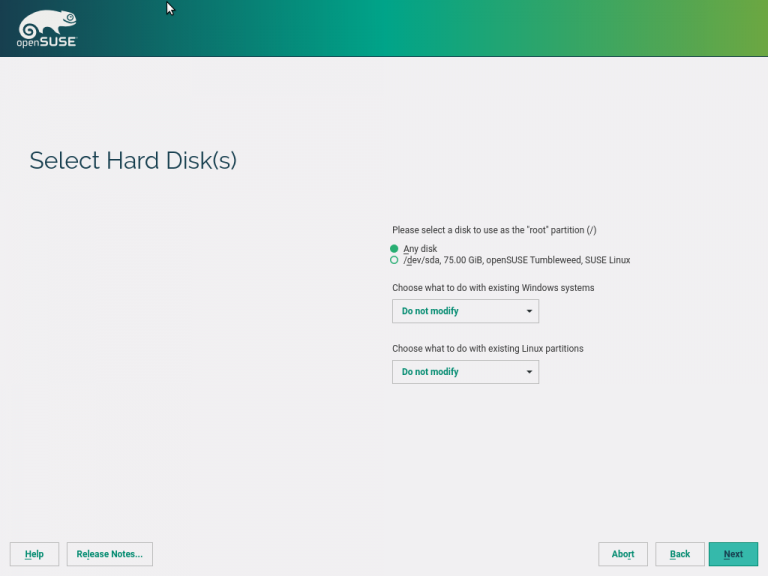 openSUSE
Select Hard Disk(s)
Please select a disk to use as the "root" partition (/)
Any disk
/dev/sda, 75.00 GiB, openSUSE Tumbleweed, SUSE Linux
Choose what to do with existing Windows systems
Do not modify
Choose what to do with existing Linux partitions
Do not modify
Help Release Notes... Abort Back Next